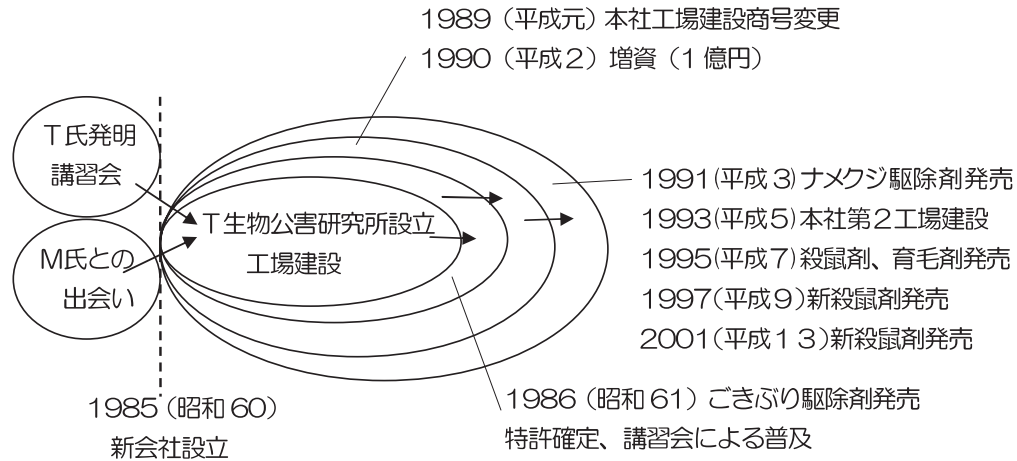 1989（平成元）本社工場建設商号変更
1990（平成２）増資（１億円）
Ｔ氏発明
講習会
Ｍ氏との
出会い
Ｔ生物公害研究所設立
工場建設
1991(平成３)ナメクジ駆除剤発売
1993(平成５)本社第２工場建設
1995(平成７)殺鼠剤、育毛剤発売
1997(平成９)新殺鼠剤発売
2001(平成１３)新殺鼠剤発売
1985（昭和 60）
新会社設立
1986（昭和 61）ごきぶり駆除剤発売
特許確定、講習会による普及